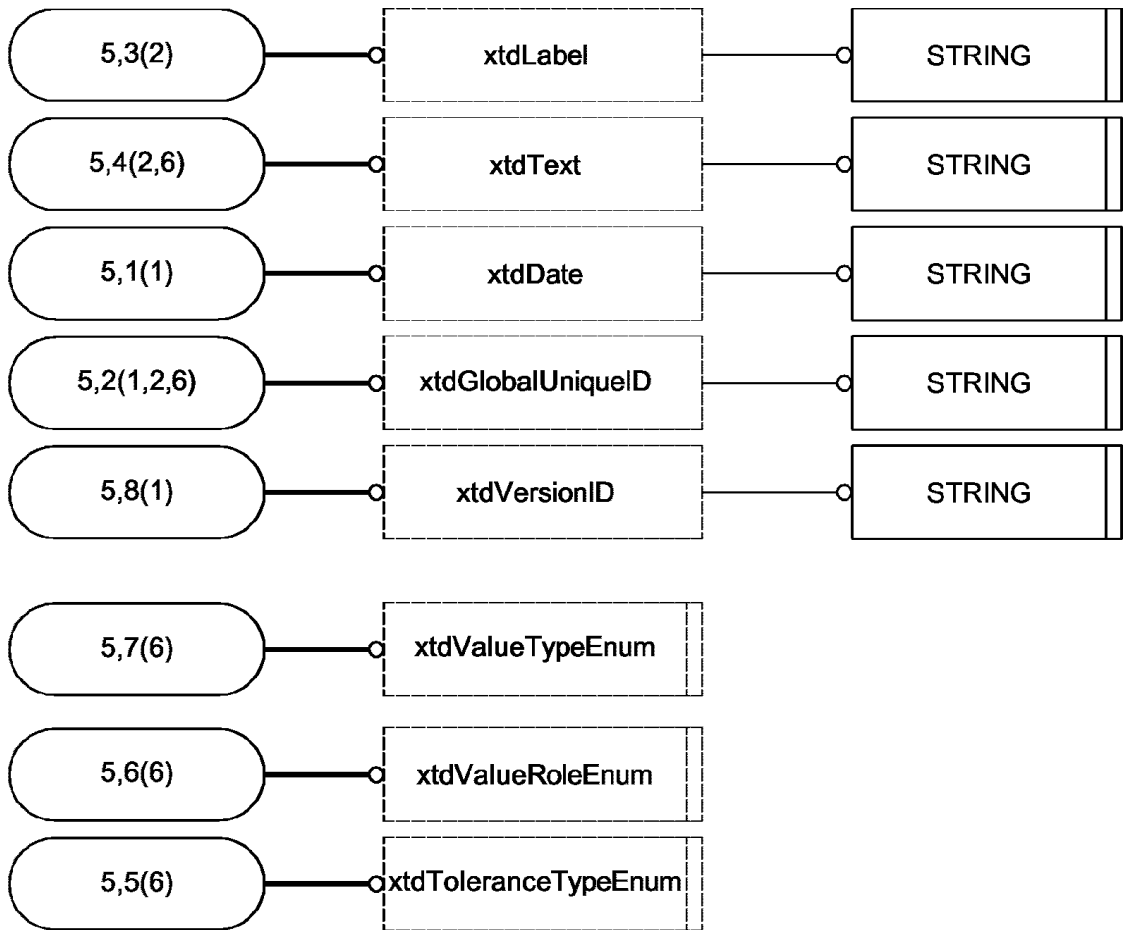 5,3(2) xtdLabel STRING
5,4(2,6) xtdText STRING
5,1(1) xtdDate STRING
5,2(1,2,6) xtdGlobalUniqueID STRING
5,8(1) xtdVersionID STRING
5,7(6) xtdValueTypeEnum
5,6(6) xtdValueRoleEnum
5,5(6) xtdToleranceTypeEnum